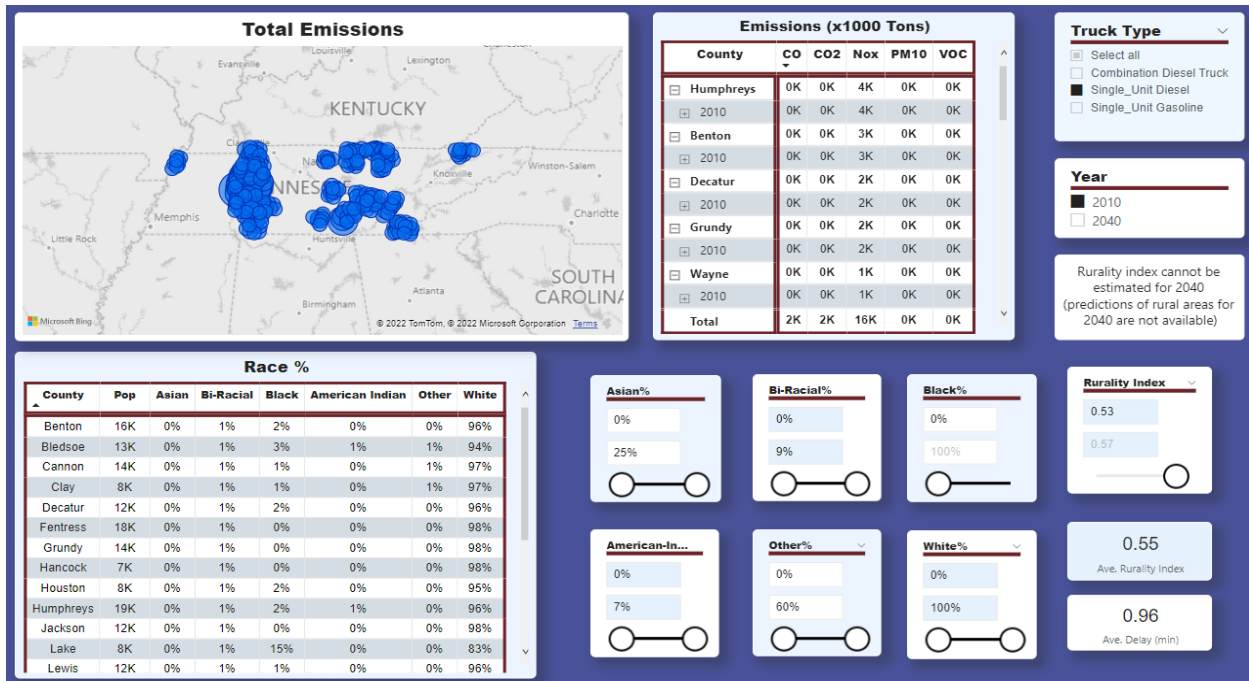 Total Emissions
Louisville
Evansville
Lexington
KENTUCKY
Winston-Salem
Knoxville
Memphis
Charlotte
Little Rock
Huntsville
SOUTH
CAROLINA
Atlanta
Birmingham
Microsoft Bing
© 2022 TomTom, © 2022 Microsoft Corporation Terms
Emissions (x1000 Tons)
County CO CO2 Nox PM10 VOC
Humphreys 0K 0K 4K 0K 0K
2010 0K 0K 4K 0K 0K
Benton 0K 0K 3K 0K 0K
2010 0K 0K 3K 0K 0K
Decatur 0K 0K 2K 0K 0K
2010 0K 0K 2K 0K 0K
Grundy 0K 0K 2K 0K 0K
2010 0K 0K 2K 0K 0K
Wayne 0K 0K 1K 0K 0K
2010 0K 0K 1K 0K 0K
Total 2K 2K 16K 0K 0K
Truck Type
Select all
Combination Diesel Truck
Single_Unit Diesel
Single_Unit Gasoline
Year
2010
2040
Rurality index cannot be
estimated for 2040
(predictions of rural areas for
2040 are not available)
Race %
County Pop Asian Bi-Racial Black American Indian Other White
Benton 16K 0% 1% 2% 0% 0% 96%
Bledsoe 13K 0% 1% 3% 1% 1% 94%
Cannon 14K 0% 1% 1% 0% 1% 97%
Clay 8K 0% 1% 1% 0% 1% 97%
Decatur 12K 0% 1% 2% 0% 0% 96%
Fentress 18K 0% 1% 0% 0% 0% 98%
Grundy 14K 0% 1% 0% 0% 0% 98%
Hancock 7K 0% 1% 0% 0% 0% 98%
Houston 8K 0% 1% 2% 0% 0% 95%
Humphreys 19K 0% 1% 2% 1% 0% 96%
Jackson 12K 0% 1% 0% 0% 0% 98%
Lake 8K 0% 1% 15% 0% 0% 83%
Lewis 12K 0% 1% 1% 0% 0% 96%
Asian%
0%
25%
Bi-Racial%
0%
9%
Black%
0%
100%
Rurality Index
0.53
0.57
American-In...
0%
7%
Other%
0%
60%
White%
0%
100%
0.55
Ave. Rurality Index
0.96
Ave. Delay (min)